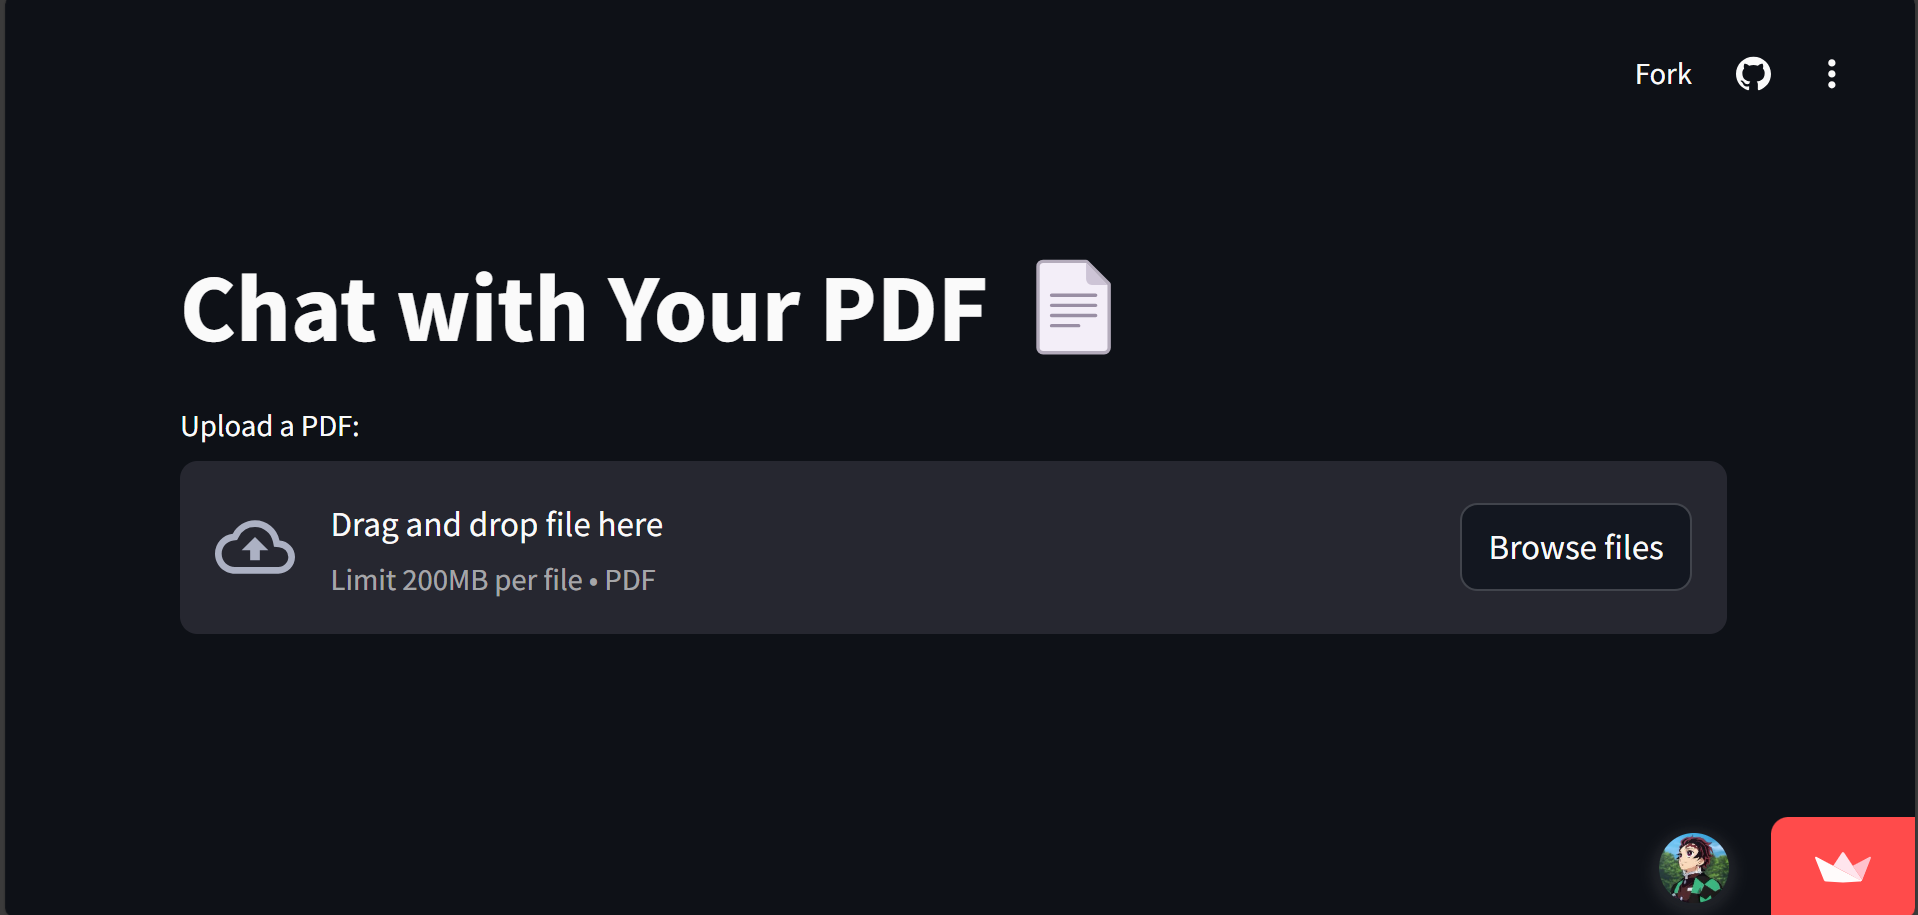 Fork
Chat with Your PDF
Upload a PDF:
Drag and drop file here
Limit 200MB per file • PDF
Browse files